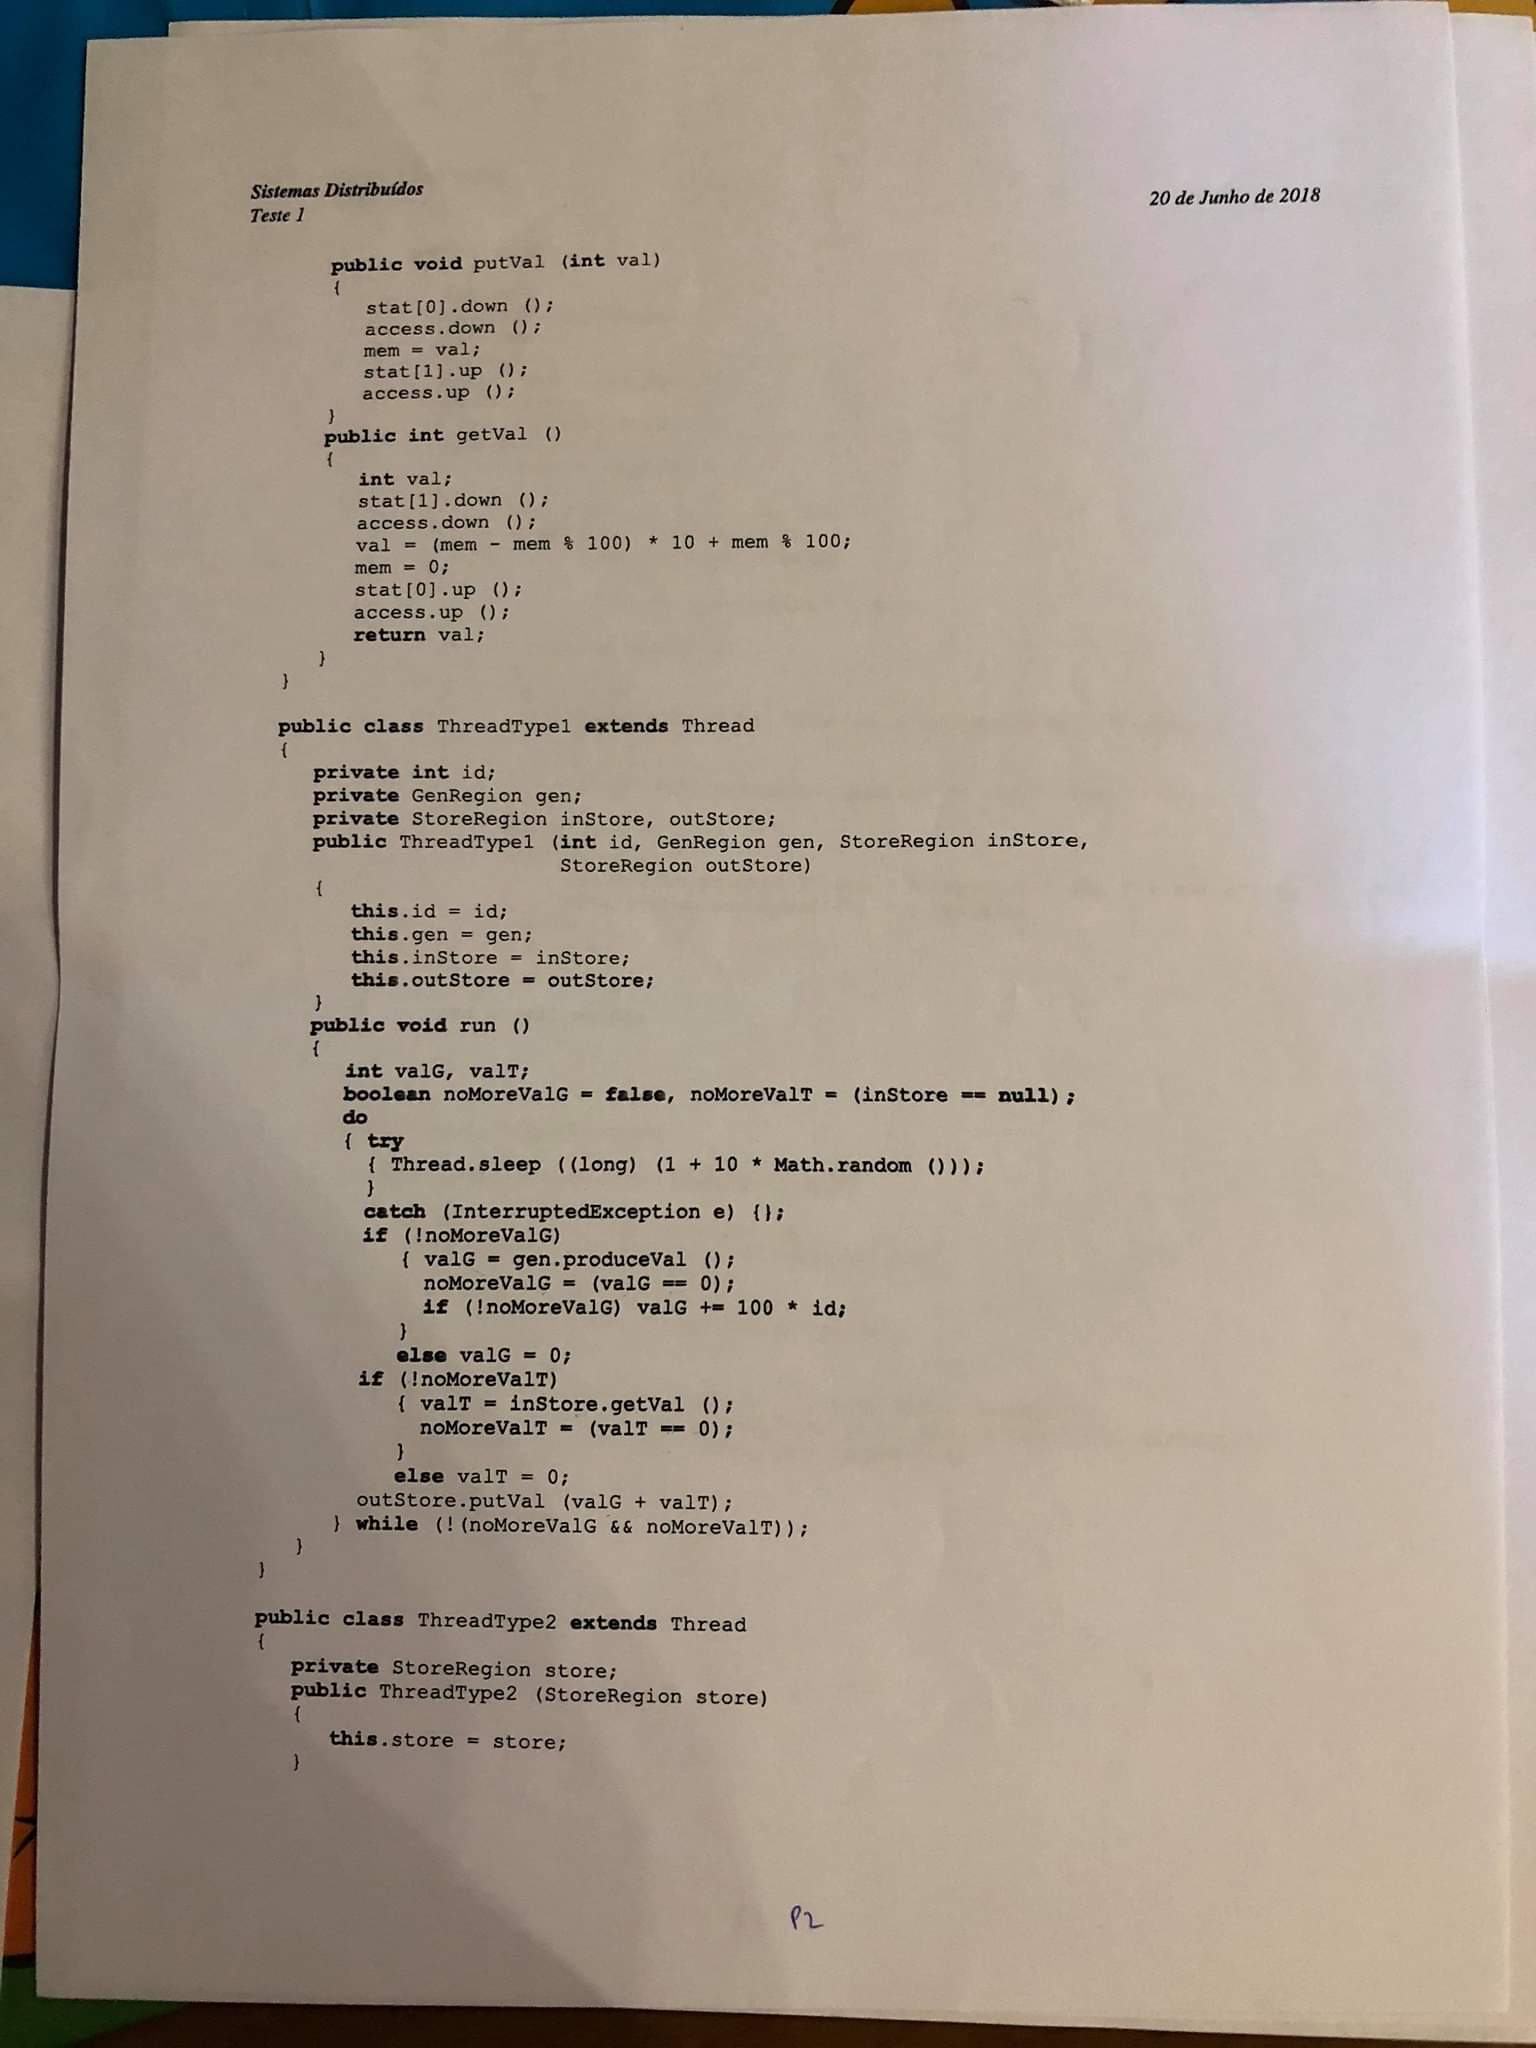 Sistemas Distribuídos
Teste 1
20 de Junho de 2018
public void putVal (int val)
{
stat[0].down ();
access.down ();
mem = val;
stat[1].up ();
access.up ();
}
public int getVal ()
{
int val;
stat[1].down ();
access.down ();
val = (mem - mem % 100) * 10 + mem % 100;
mem = 0;
stat[0].up ();
access.up ();
return val;
}
}
public class ThreadType1 extends Thread
{
private int id;
private GenRegion gen;
private StoreRegion inStore, outStore;
public ThreadType1 (int id, GenRegion gen, StoreRegion inStore,
StoreRegion outStore)
{
this.id = id;
this.gen = gen;
this.inStore = inStore;
this.outStore = outStore;
}
public void run ()
{
int valG, valT;
boolean noMoreValG = false, noMoreValT = (inStore == null);
do
{ try
{ Thread.sleep ((long) (1 + 10 * Math.random ()));
}
catch (InterruptedException e) {};
if (!noMoreValG)
{ valG = gen.produceVal ();
noMoreValG = (valG == 0);
if (!noMoreValG) valG += 100 * id;
}
else valG = 0;
if (!noMoreValT)
{ valT = inStore.getVal ();
noMoreValT = (valT == 0);
}
else valT = 0;
outStore.putVal (valG + valT);
} while (!(noMoreValG && noMoreValT));
}
}
public class ThreadType2 extends Thread
{
private StoreRegion store;
public ThreadType2 (StoreRegion store)
{
this.store = store;
}
P2